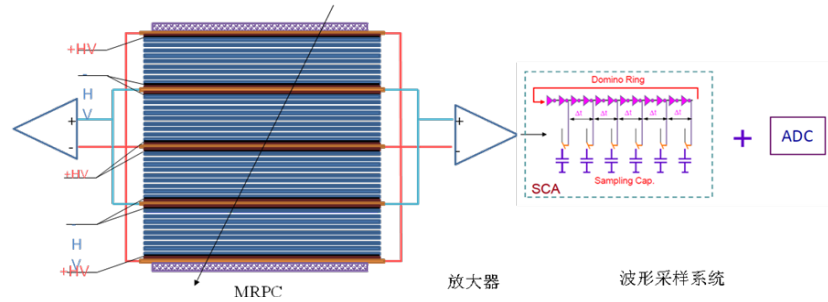 +HV
-
H
V
+
-
+HV
-
H
V
+HV
MRPC
+
-
放大器
Domino Ring
Δt Δt Δt Δt Δt
Sampling Cap.
SCA
+
ADC
波形采样系统